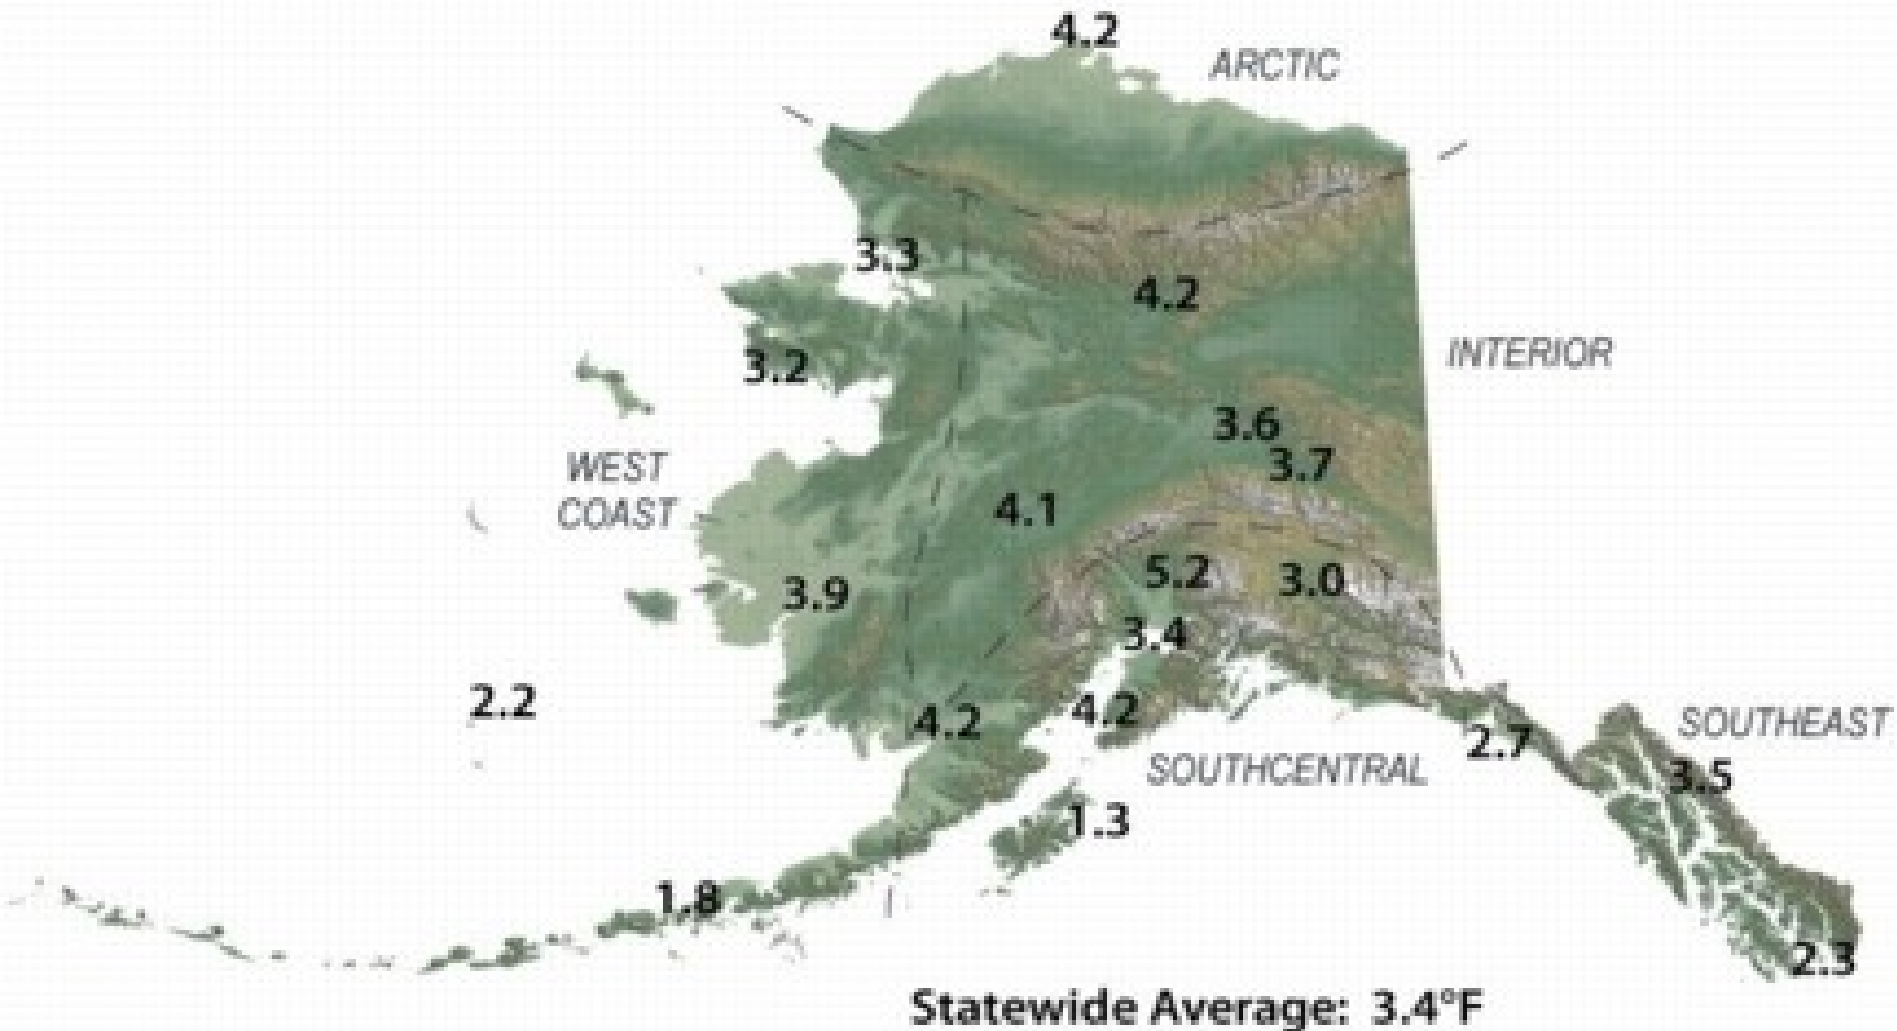 4.2
ARCTIC
3.3
4.2
INTERIOR
3.2
3.6
WEST
COAST
3.7
4.1
5.2
3.0
3.9
3.4
2.2
4.2
4.2
2.7
SOUTHEAST
SOUTHCENTRAL
3.5
1.3
1.8
2.3
Statewide Average: 3.4°F